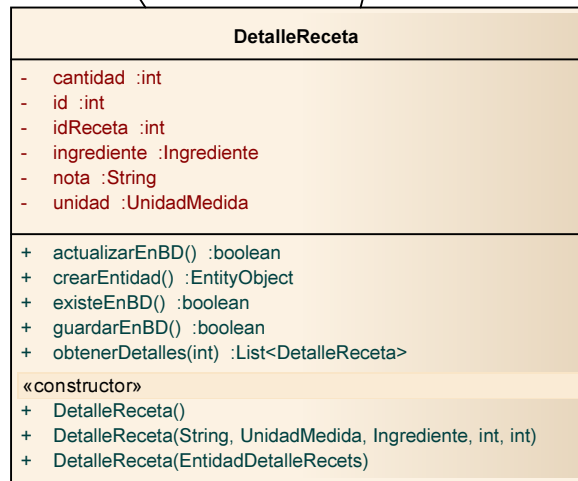 DetalleReceta
- cantidad :int
- id :int
- idReceta :int
- ingrediente :Ingrediente
- nota :String
- unidad :UnidadMedida
+ actualizarEnBD() :boolean
+ crearEntidad() :EntityObject
+ existeEnBD() :boolean
+ guardarEnBD() :boolean
+ obtenerDetalles(int) :List<DetalleReceta>
«constructor»
+ DetalleReceta()
+ DetalleReceta(String, UnidadMedida, Ingrediente, int, int)
+ DetalleReceta(EntidadDetalleRecets)